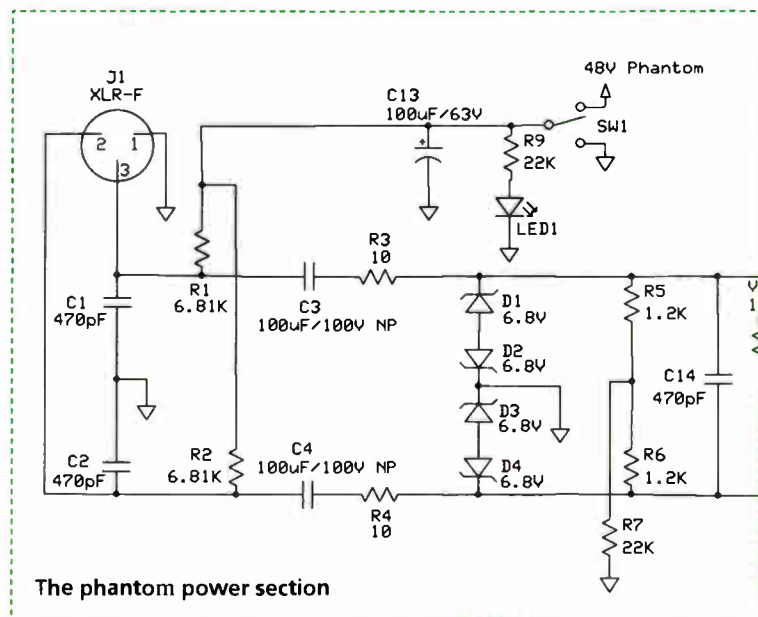 48V Phantom
J1
XLR-F
C13
100uF/63V
SW1
2
1
3
R9
22K
LED1
R3
10
R1
6.81K
C3
100uF/100V NP
C1
470pF
D1
6.8V
D2
6.8V
R5
1.2K
V
1
C14
470pF
D3
6.8V
D4
6.8V
C2
470pF
R2
6.81K
C4
100uF/100V NP
R6
1.2K
R4
10
R7
22K
The phantom power section